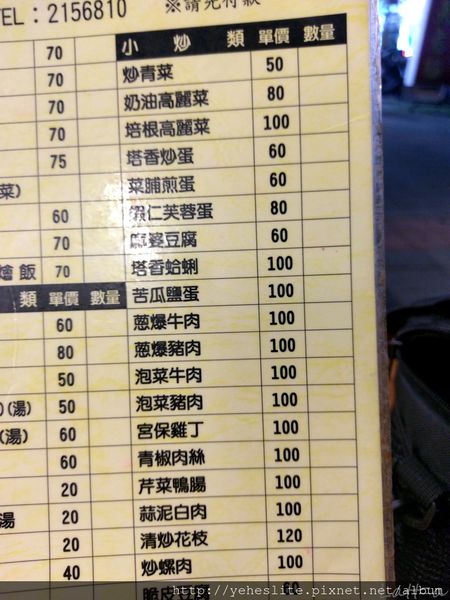 TEL：2156810 ※請先付款
70
70
70
70
75
菜)
60
70
燴飯 70
類 單價 數量
60
80
50
)(湯) 50
(湯) 60
60
20
湯 20
20
40
小炒類 單價 數量
炒青菜 50
奶油高麗菜 80
培根高麗菜 100
塔香炒蛋 60
菜脯煎蛋 60
蝦仁芙蓉蛋 80
麻婆豆腐 60
塔香蛤蜊 100
苦瓜鹽蛋 100
蔥爆牛肉 100
蔥爆豬肉 100
泡菜牛肉 100
泡菜豬肉 100
宮保雞丁 100
青椒肉絲 100
芹菜鴨腸 100
蒜泥白肉 100
清炒花枝 120
炒螺肉 100
脆皮豆腐 60
http://yeheslite.pixnet.net/album